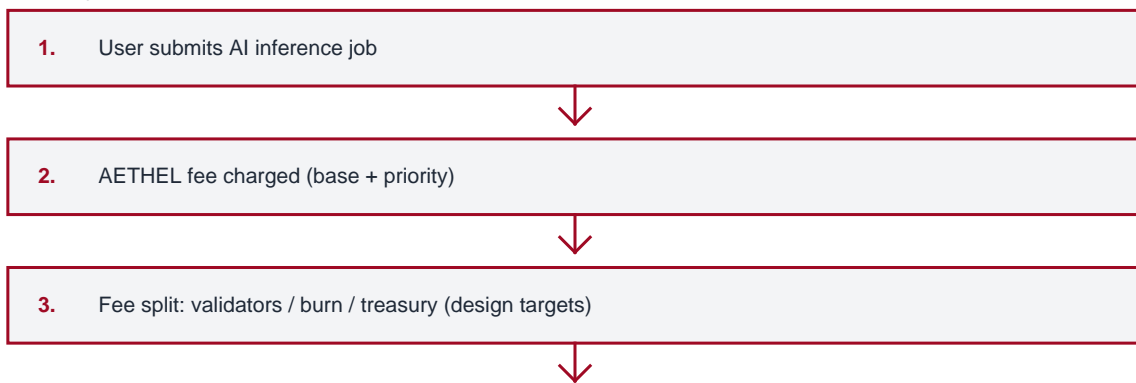 1. User submits AI inference job
2. AETHEL fee charged (base + priority)
3. Fee split: validators / burn / treasury (design targets)